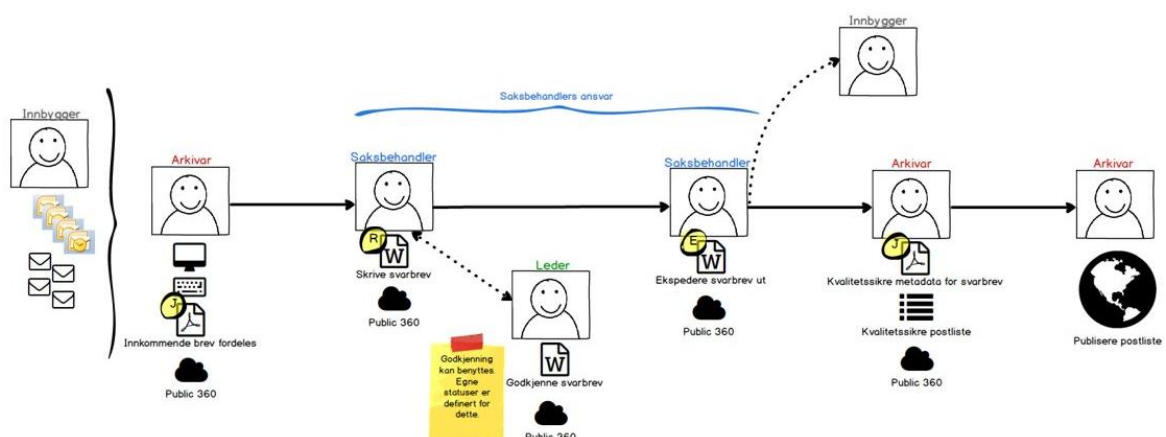 Innbygger
Arkivar
J
Innkommende brev fordeles
Public 360
Saksbehandlers ansvar
Saksbehandler
R
W
Skrive svarbrev
Public 360
Godkjenning
kan benyttes.
Egne
statuser er
definert for
dette.
Leder
W
Godkjenne svarbrev
Public 360
Saksbehandler
E
W
Ekspedere svarbrev ut
Public 360
Innbygger
Arkivar
J
Kvalitetssikre metadata for svarbrev
Kvalitetssikre postliste
Public 360
Arkivar
Publisere postliste